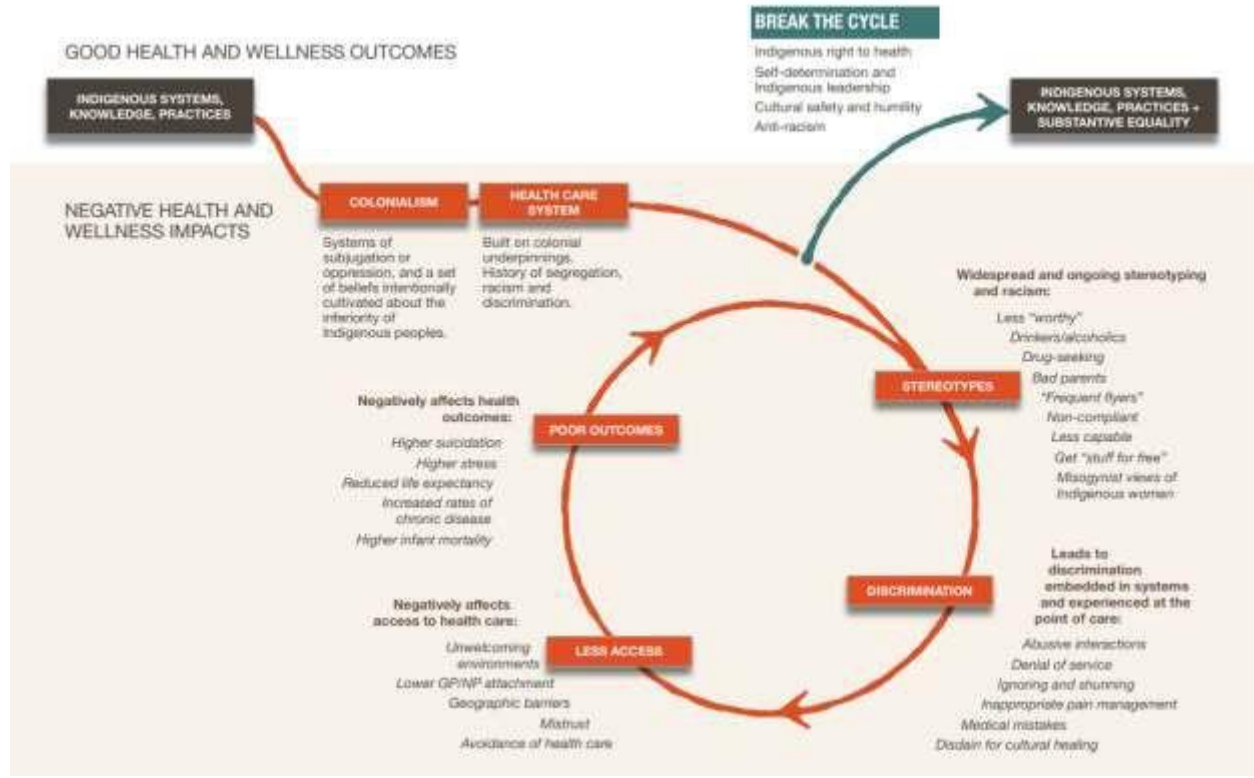 GOOD HEALTH AND WELLNESS OUTCOMES
INDIGENOUS SYSTEMS,
KNOWLEDGE, PRACTICES
BREAK THE CYCLE
Indigenous right to health
Self-determination and
Indigenous leadership
Cultural safety and humility
Anti-racism
INDIGENOUS SYSTEMS,
KNOWLEDGE, PRACTICES +
SUBSTANTIVE EQUALITY
NEGATIVE HEALTH AND
WELLNESS IMPACTS
COLONIALISM
Systems of
subjugation or
oppression, and a set
of beliefs intentionally
cultivated about the
inferiority of
Indigenous peoples.
HEALTH CARE
SYSTEM
Built on colonial
underpinnings.
History of segregation,
racism and
discrimination.
Widespread and ongoing stereotyping
and racism:
Less "worthy"
Drinkers/alcoholics
Drug-seeking
Bad parents
"Frequent flyers"
Non-compliant
Less capable
Get "stuff for free"
Misogynist views of
Indigenous women
STEREOTYPES
Leads to
discrimination
embedded in systems
and experienced at the
point of care:
Abusive interactions
Denial of service
Ignoring and shunning
Inappropriate pain management
Medical mistakes
Disdain for cultural healing
DISCRIMINATION
Negatively affects
access to health care:
Unwelcoming
environments
Lower GP/NP attachment
Geographic barriers
Mistrust
Avoidance of health care
LESS ACCESS
Negatively affects health
outcomes:
Higher suicidation
Higher stress
Reduced life expectancy
Increased rates of
chronic disease
Higher infant mortality
POOR OUTCOMES